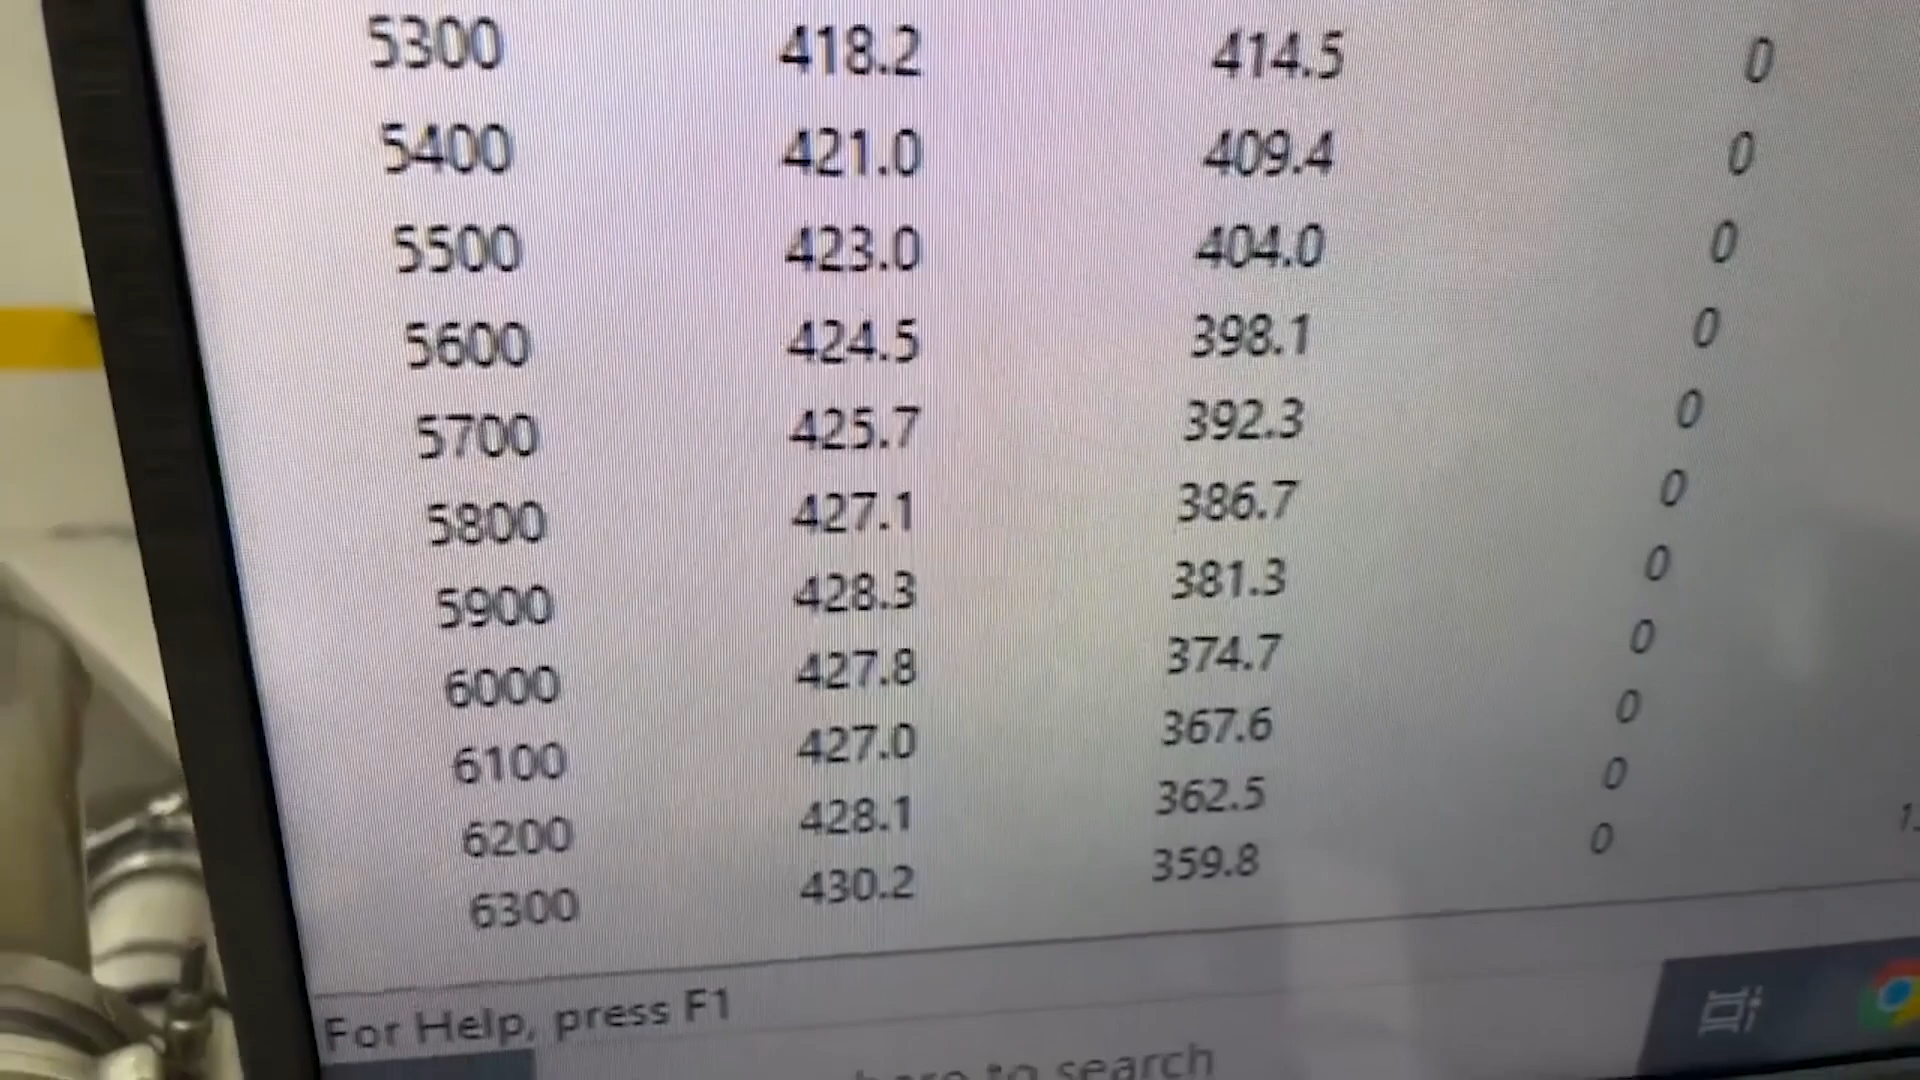 5300 418.2 414.5 0
5400 421.0 409.4 0
5500 423.0 404.0 0
5600 424.5 398.1 0
5700 425.7 392.3 0
5800 427.1 386.7 0
5900 428.3 381.3 0
6000 427.8 374.7 0
6100 427.0 367.6 0
6200 428.1 362.5 0
6300 430.2 359.8 0
For Help, press F1
to search